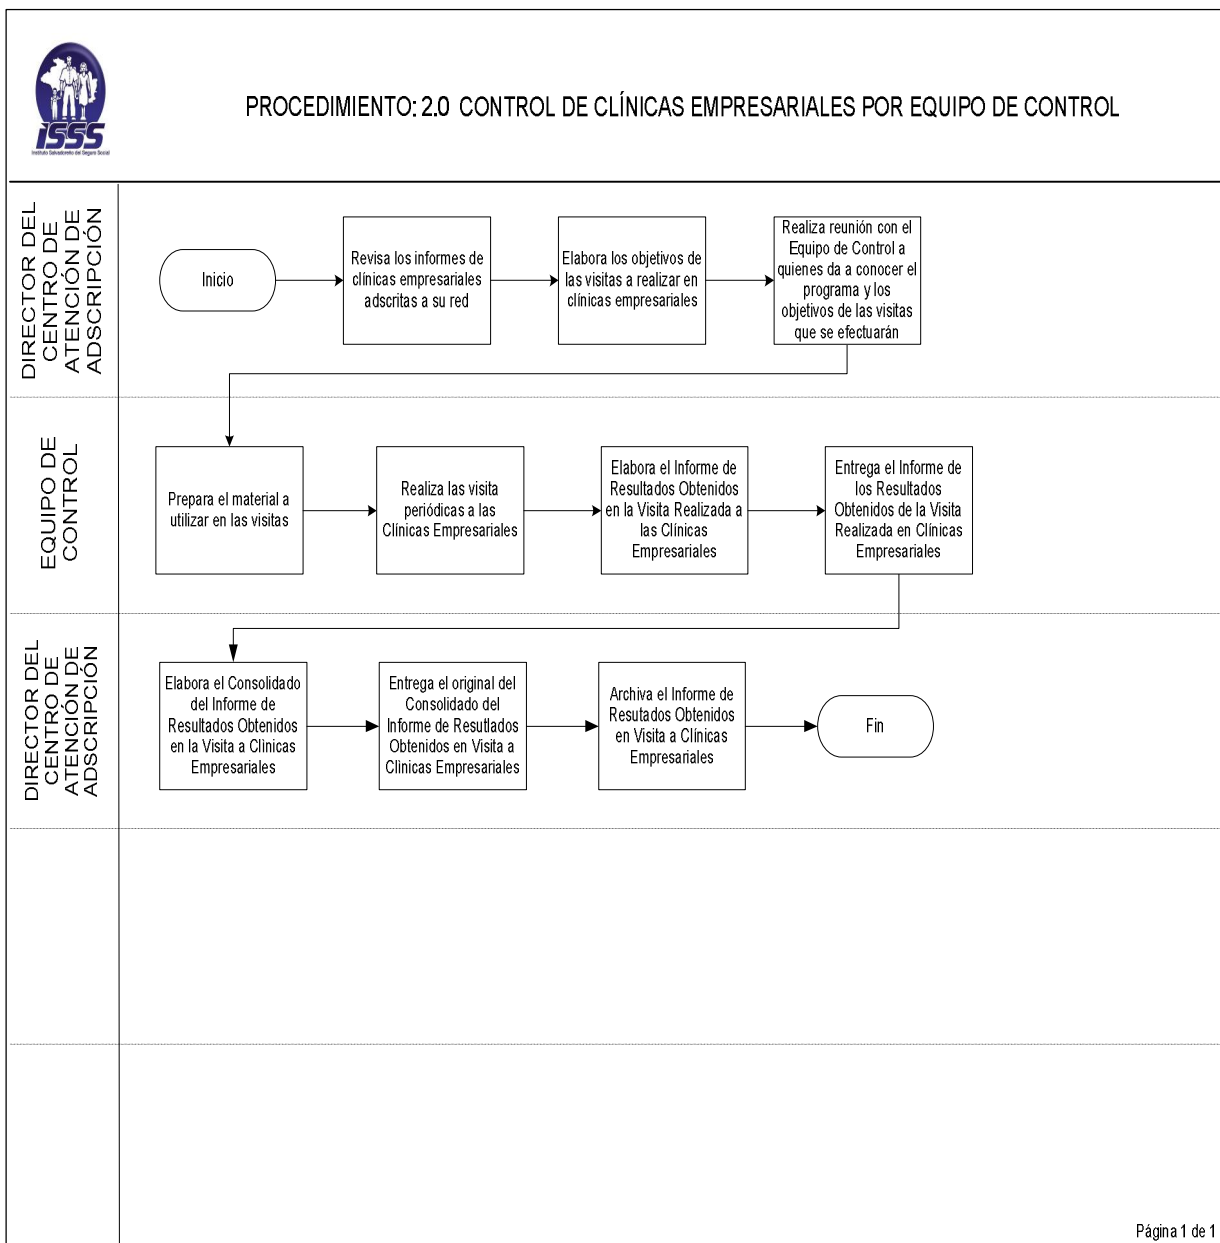 ISSS
Instituto Salvadoreño del Seguro Social
PROCEDIMIENTO: 2.0 CONTROL DE CLÍNICAS EMPRESARIALES POR EQUIPO DE CONTROL
DIRECTOR DEL
CENTRO DE
ATENCIÓN DE
ADSCRIPCIÓN
Inicio
Revisa los informes de
clínicas empresariales
adscritas a su red
Elabora los objetivos de
las visitas a realizar en
clínicas empresariales
Realiza reunión con el
Equipo de Control a
quienes da a conocer el
programa y los
objetivos de las visitas
que se efectuarán
EQUIPO DE
CONTROL
Prepara el material a
utilizar en las visitas
Realiza las visita
periódicas a las
Clínicas Empresariales
Elabora el Informe de
Resultados Obtenidos
en la Visita Realizada a
las Clínicas
Empresariales
Entrega el Informe de
los Resultados
Obtenidos de la Visita
Realizada en Clínicas
Empresariales
DIRECTOR DEL
CENTRO DE
ATENCIÓN DE
ADSCRIPCIÓN
Elabora el Consolidado
del Informe de
Resultados Obtenidos
en la Visita a Clinicas
Empresariales
Entrega el original del
Consolidado del
Informe de Resutlados
Obtenidos en Visita a
Clinicas Empresariales
Archiva el Informe de
Resutados Obtenidos
en Visita a Clínicas
Empresariales
Fin
Página 1 de 1